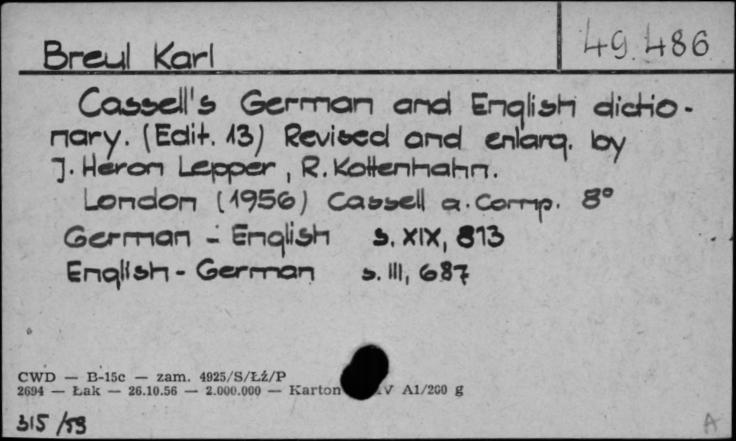 49.486
Breul Karl
Cassell's German and English dictio-
nary. (Edit. 13) Revised and enlarg. by
J. Heron Lepper, R. Kottenhahn.
London (1956) Cassell a. Comp. 8°
German - English s. XIX, 813
English - German s. III, 687
CWD — B-15c — zam. 4925/S/Łź/P
2694 — Łak — 26.10.56 — 2.000.000 — Karton V A1/200 g
315/59
A